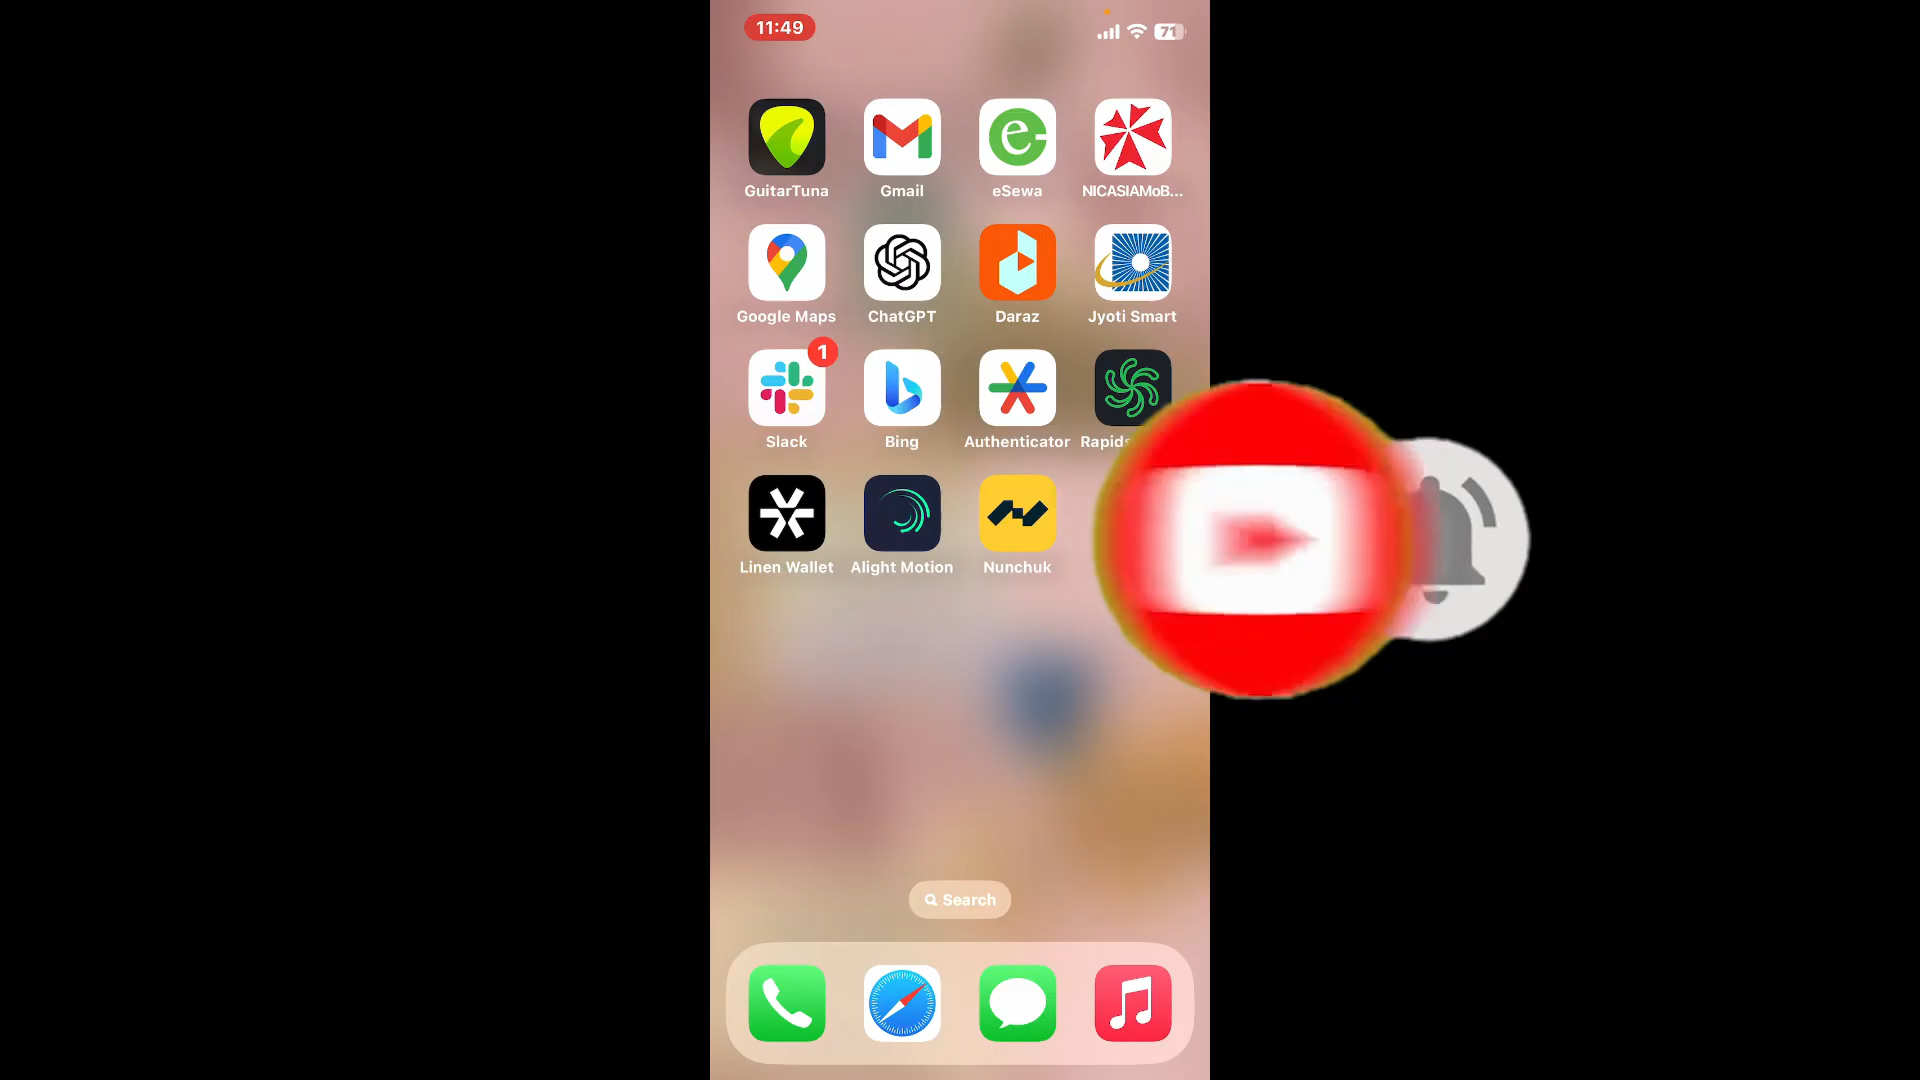 11:49
71
GuitarTuna Gmail eSewa NICASIAMoB...
Google Maps ChatGPT Daraz Jyoti Smart
1
Slack Bing Authenticator
Linen Wallet Alight Motion Nunchuk
Search